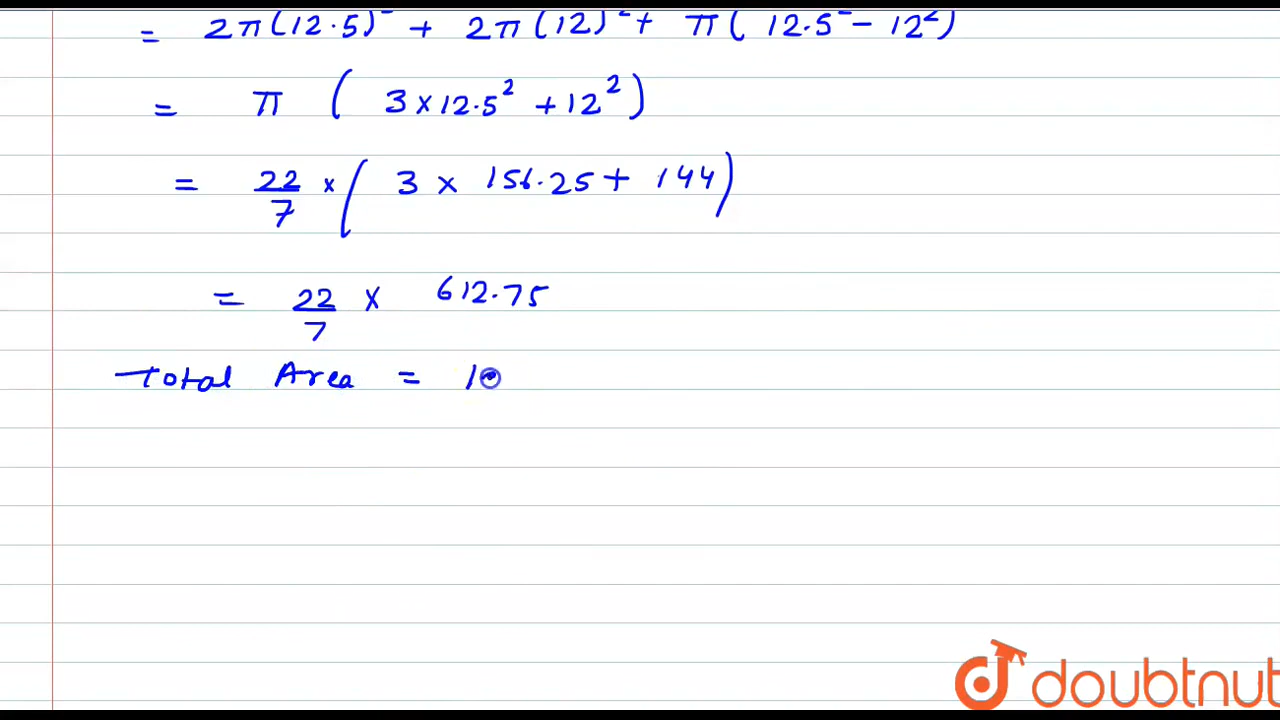 = 2π(12.5)² + 2π(12)² + π(12.5² - 12²)
= π (3×12.5² + 12²)
= 22/7 × (3 × 156.25 + 144)
= 22/7 × 612.75
Total Area = 1
doubtnut